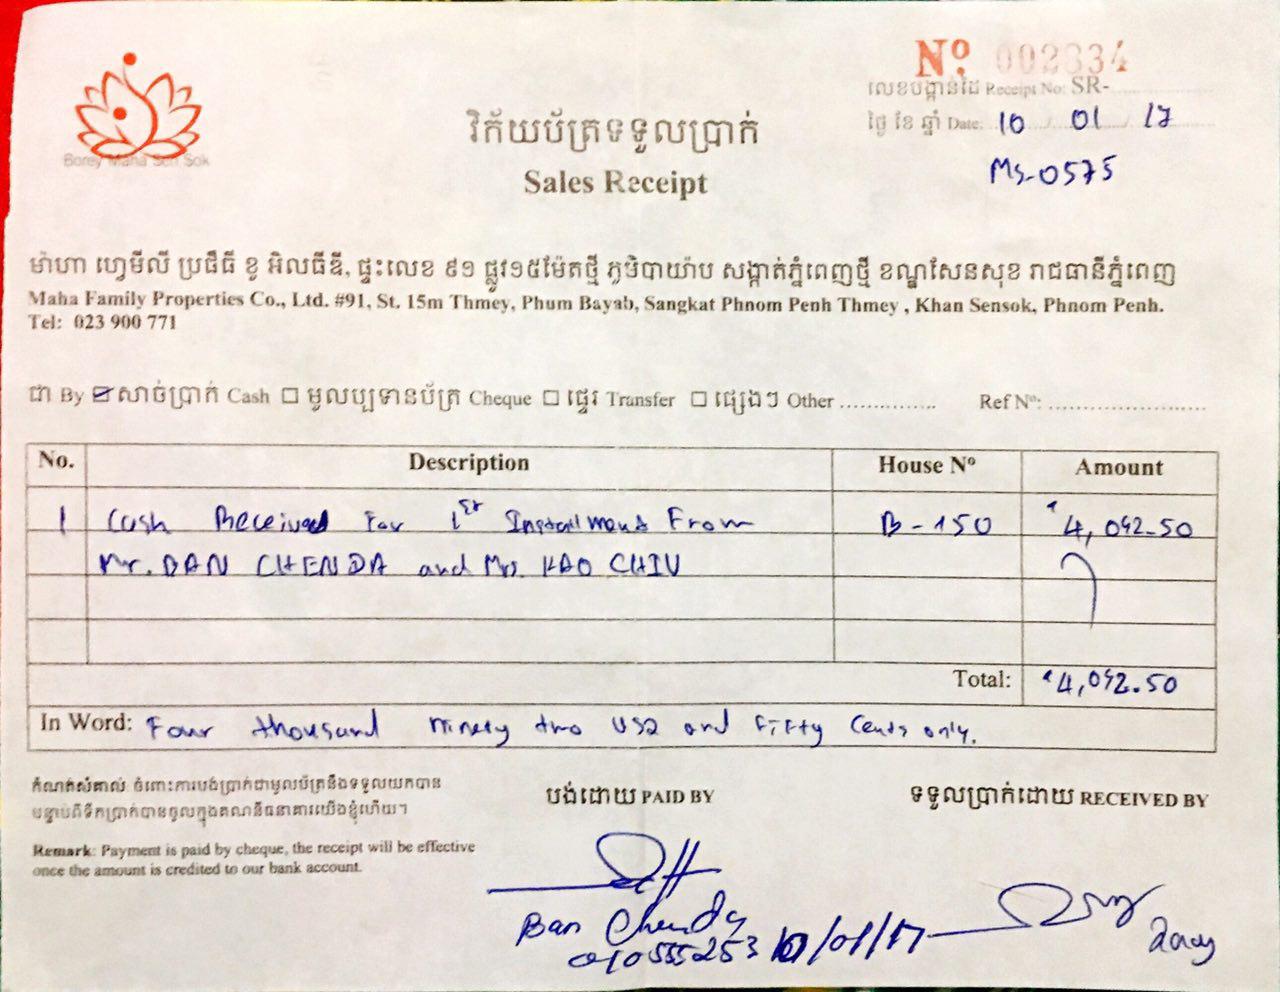 Nº 002834
Borey Maha Sen Sok
លេខបង្កាន់ដៃ Receipt No: SR-
ថ្ងៃ ខែ ឆ្នាំ Date: 10 / 01 / 17
Ms-0575
វិក័យប័ត្រទទួលប្រាក់
Sales Receipt
ម៉ាហា ហ្វេមីលី ប្រផឹធី ខូ អិលធីឌី, ផ្ទះលេខ ៩១ ផ្លូវ១៥ម៉ែតថ្មី ភូមិបាយ៉ាប សង្កាត់ភ្នំពេញថ្មី ខណ្ឌសែនសុខ រាជធានីភ្នំពេញ
Maha Family Properties Co., Ltd. #91, St. 15m Thmey, Phum Bayab, Sangkat Phnom Penh Thmey , Khan Sensok, Phnom Penh.
Tel: 023 900 771
ជា By ☑ សាច់ប្រាក់ Cash ☐ មូលប្បទានប័ត្រ Cheque ☐ ផ្ទេរ Transfer ☐ ផ្សេងៗ Other ............... Ref Nº: ........................
No. Description House Nº Amount
1 Cash Received For 1st Installment From B-150 $4,092.50
Mr. BAN CHENDA and Mrs. KAO CHIV
Total: $4,092.50
In Word: Four thousand ninety two USD and Fifty Cents only.
កំណត់សំគាល់ ចំពោះការបង់ប្រាក់ជាមូលប័ត្រនឹងទទួលយកបាន
បន្ទាប់ពីទឹកប្រាក់បានចូលក្នុងគណនីធនាគារយើងខ្ញុំហើយ។
Remark: Payment is paid by cheque, the receipt will be effective
once the amount is credited to our bank account.
បង់ដោយ PAID BY
ទទួលប្រាក់ដោយ RECEIVED BY
Ban Chenda
010555253 10/01/17